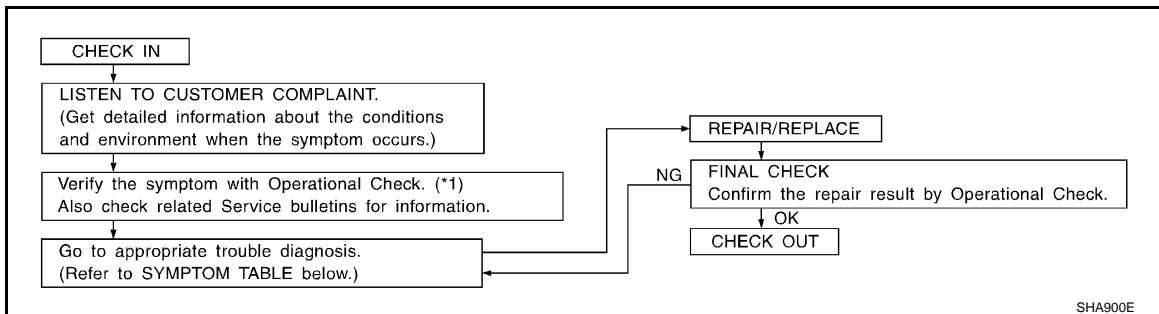 CHECK IN
LISTEN TO CUSTOMER COMPLAINT.
(Get detailed information about the conditions
and environment when the symptom occurs.)
Verify the symptom with Operational Check. (*1)
Also check related Service bulletins for information.
Go to appropriate trouble diagnosis.
(Refer to SYMPTOM TABLE below.)
REPAIR/REPLACE
NG
FINAL CHECK
Confirm the repair result by Operational Check.
OK
CHECK OUT
SHA900E